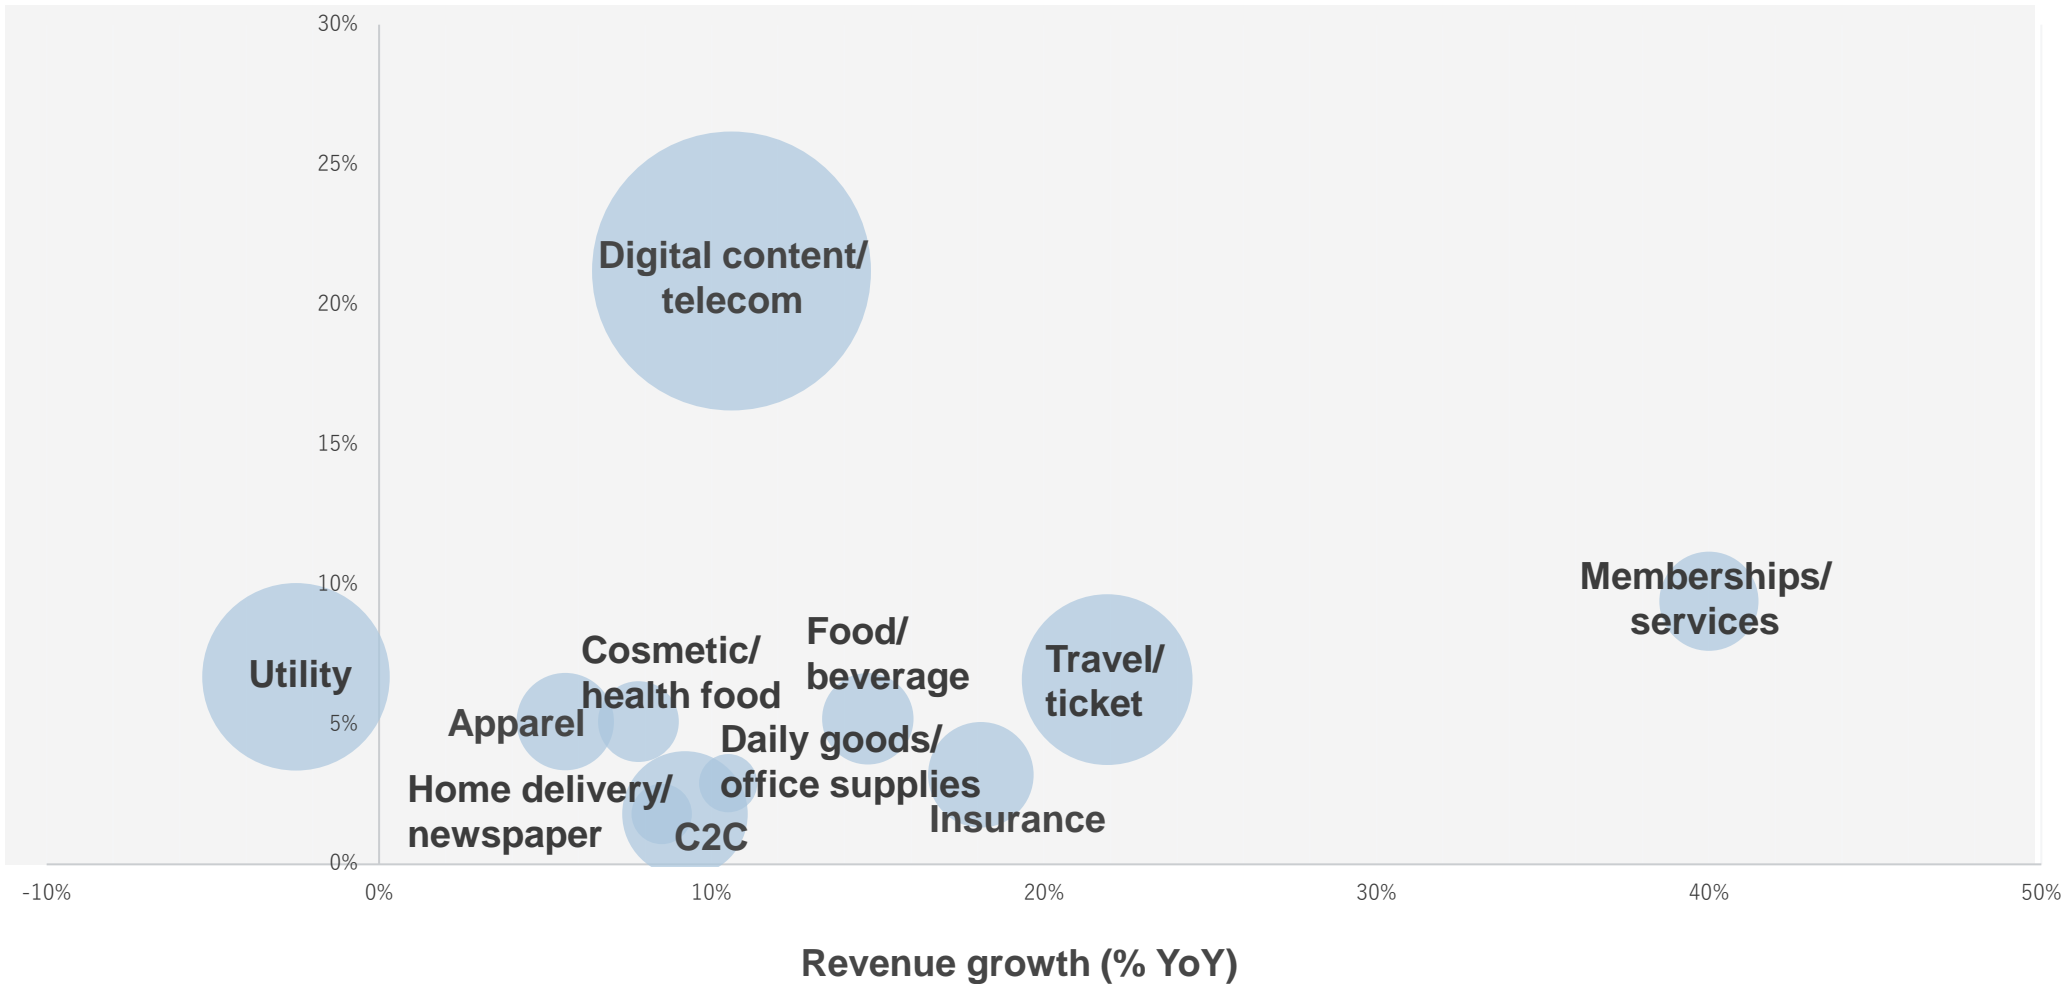 30%
25%
20%
15%
10%
5%
0%
Digital content/
telecom
Memberships/
services
Food/
beverage
Cosmetic/
health food
Travel/
ticket
Utility
Apparel
Daily goods/
office supplies
Home delivery/
newspaper
Insurance
C2C
-10% 0% 10% 20% 30% 40% 50%
Revenue growth (% YoY)